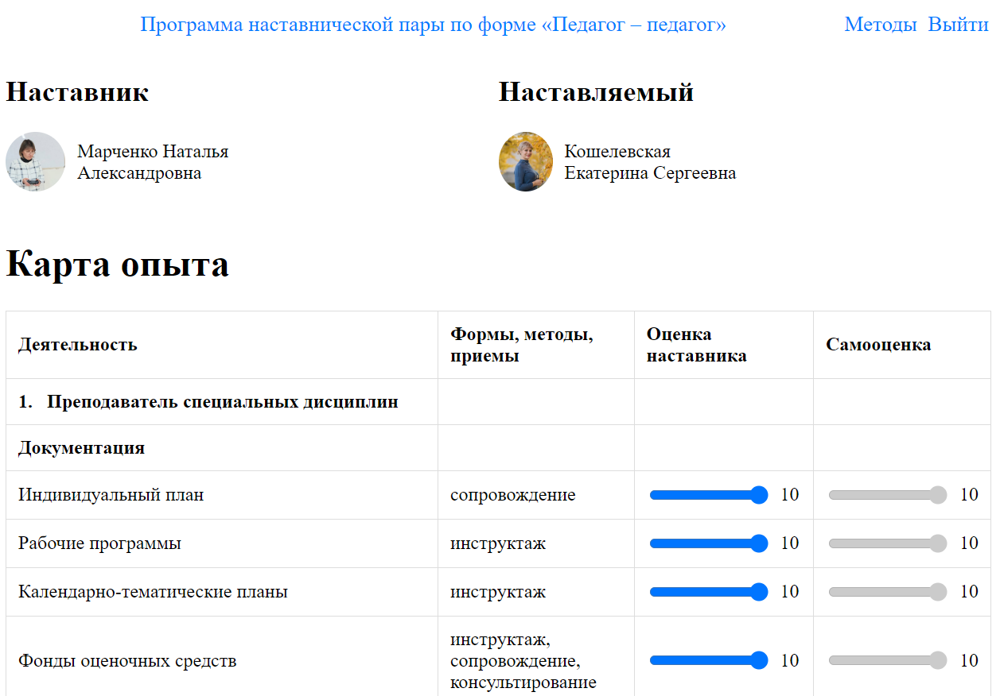 Программа наставнической пары по форме «Педагог – педагог» Методы Выйти
Наставник
Марченко Наталья
Александровна
Наставляемый
Кошелевская
Екатерина Сергеевна
Карта опыта
Деятельность
Формы, методы,
приемы
Оценка
наставника
Самооценка
1. Преподаватель специальных дисциплин
Документация
Индивидуальный план сопровождение 10 10
Рабочие программы инструктаж 10 10
Календарно-тематические планы инструктаж 10 10
Фонды оценочных средств
инструктаж,
сопровождение,
консультирование
10 10